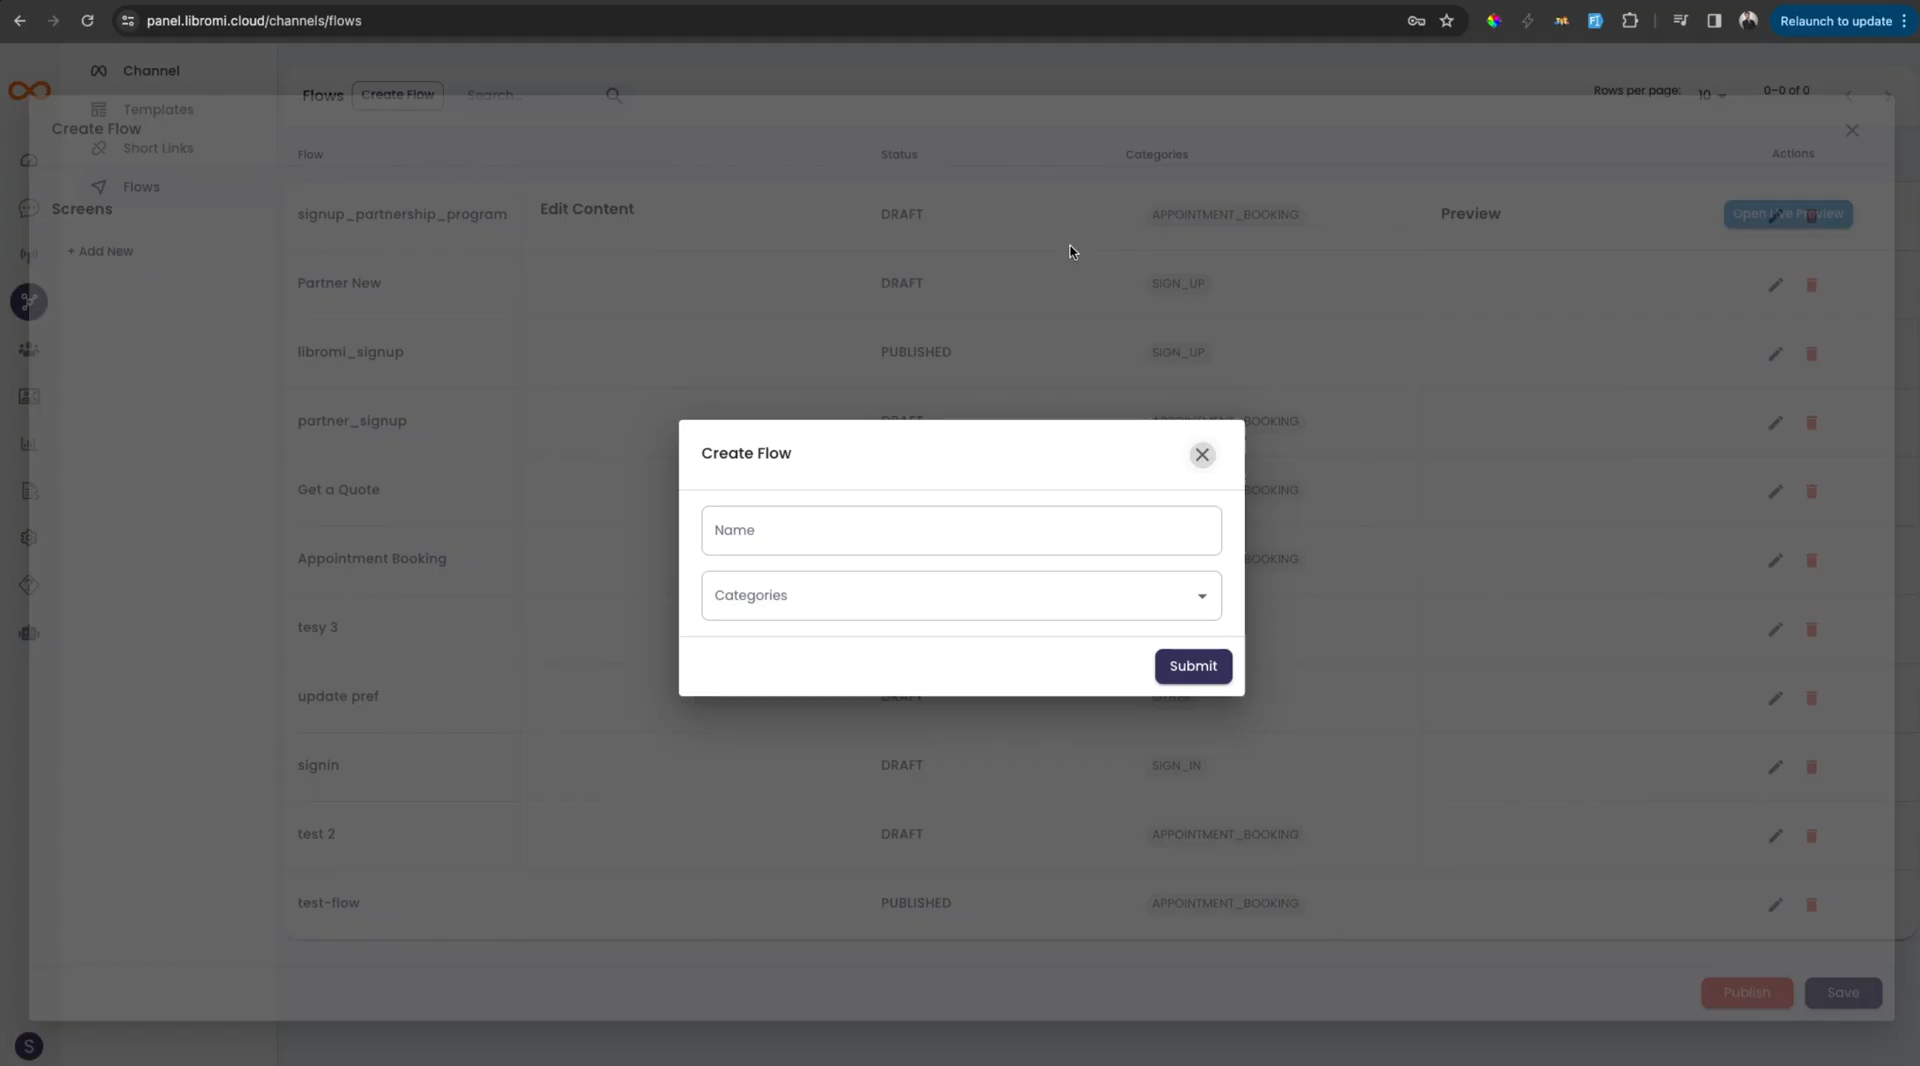 panel.libromi.cloud/channels/flows
Relaunch to update
Channel
Flows
Create Flow
Search...
Rows per page:
10
0–0 of 0
Templates
Create Flow
Short Links
Flow
Status
Categories
Actions
Flows
Screens
signup_partnership_program
Edit Content
DRAFT
APPOINTMENT_BOOKING
Preview
Open Live Preview
+ Add New
Partner New
DRAFT
SIGN_UP
libromi_signup
PUBLISHED
SIGN_UP
partner_signup
DRAFT
APPOINTMENT_BOOKING
Create Flow
Get a Quote
BOOKING
Name
Appointment Booking
BOOKING
Categories
tesy 3
Submit
update pref
DRAFT
OTHER
signin
DRAFT
SIGN_IN
test 2
DRAFT
APPOINTMENT_BOOKING
test-flow
PUBLISHED
APPOINTMENT_BOOKING
Publish
Save
S